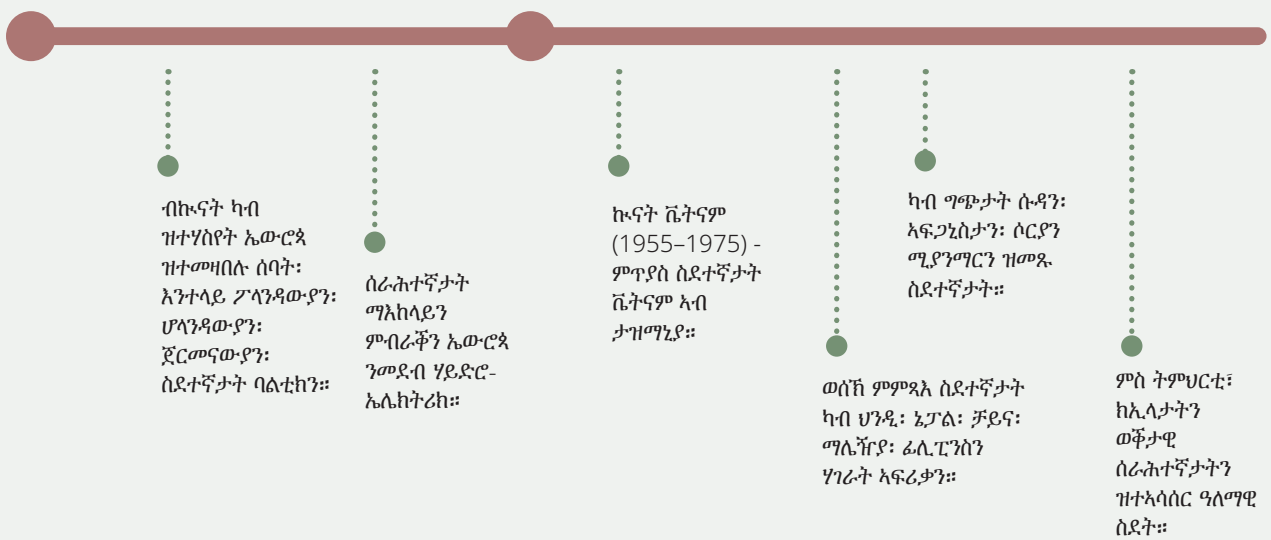 ብኲናት ካብ
ዝተሃስየት ኤውሮጳ
ዝተመዛበሉ ሰባት፡
እንተላይ ፖላንዳውያን፡
ሆላንዳውያን፡
ጀርመናውያን፡
ስደተኛታት ባልቲክን።
ሰራሕተኛታት
ማእከላይን
ምብራቕን ኤውሮጳ
ንመደብ ሃይድሮ-
ኤሌክትሪክ።
ኲናት ቬትናም
(1955–1975) -
ምጥያስ ስደተኛታት
ቬትናም ኣብ
ታዝማኒያ።
ወሰኽ ምምጻእ ስደተኛታት
ካብ ህንዲ፡ ኔፓል፡ ቻይና፡
ማሌዥያ፡ ፊሊፒንስን
ሃገራት ኣፍሪቃን።
ካብ ግጭታት ሱዳን፡
ኣፍጋኒስታን፡ ሶርያን
ሚያንማርን ዝመጹ
ስደተኛታት።
ምስ ትምህርቲ፣
ክኢላታትን
ወቕታዊ
ሰራሕተኛታትን
ዝተኣሳሰር ዓለማዊ
ስደት።